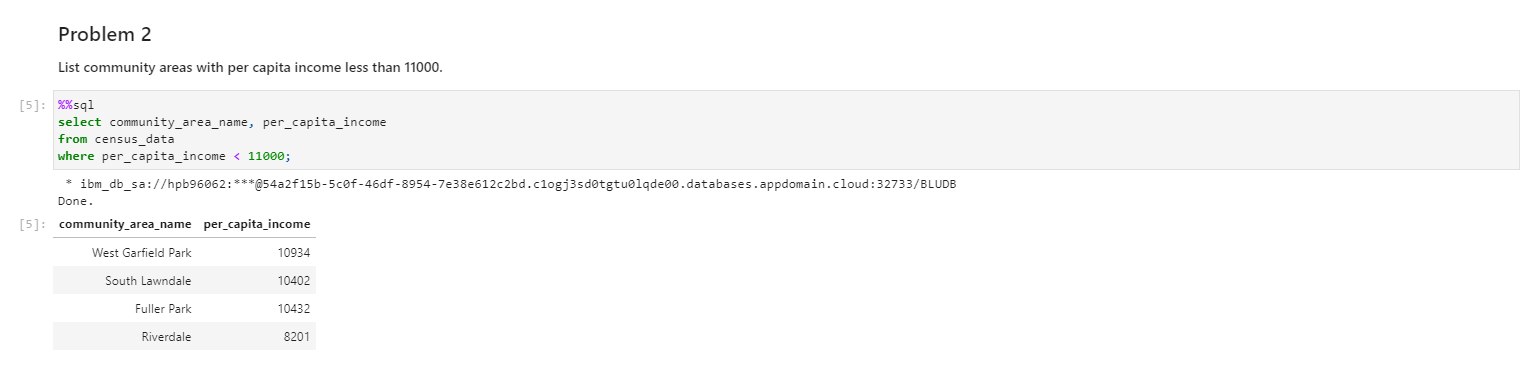 Problem 2
List community areas with per capita income less than 11000.
[5]: %%sql
select community_area_name, per_capita_income
from census_data
where per_capita_income < 11000;
* ibm_db_sa://hpb96062:***@54a2f15b-5c0f-46df-8954-7e38e612c2bd.c1ogj3sd0tgtu0lqde00.databases.appdomain.cloud:32733/BLUDB
Done.
[5]: community_area_name per_capita_income
West Garfield Park 10934
South Lawndale 10402
Fuller Park 10432
Riverdale 8201